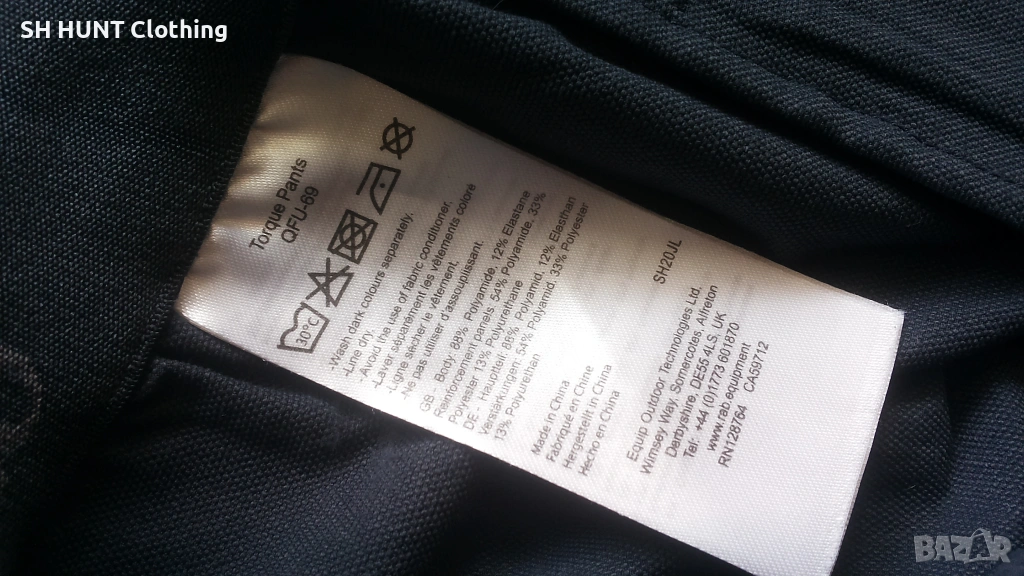 SH HUNT Clothing
Torque Pants
QFU-69
30°C
-Wash dark colours separately.
-Line dry.
-Avoid the use of fabric conditioner.
-Laver séparement les vêtements coloré
-Ligne sécher le vêtement.
-Ne pas utiliser d'assouplissant.
GB - Body: 88% Polyamide, 12% Elastane
Reinforcement panels 54% Polyamide, 33%
Polyester 13% Polyurethane
DE - Hauptteil: 88% Polyamid, 12% Elasthan
Vestärkungen: 54% Polyamid, 33% Polyester
13% Polyurethan
Made in China
Fabriqué en Chine
Hergestellt in China
Hecho en China
SH20JL
Equip Outdoor Technologies Ltd.
Wimsey Way, Somercotes, Alfreton
Derbyshire, DE55 4LS, UK
Tel: +44 (0)1773 601870
www.rab.equipment
RN128764 CA59712
BAZAR